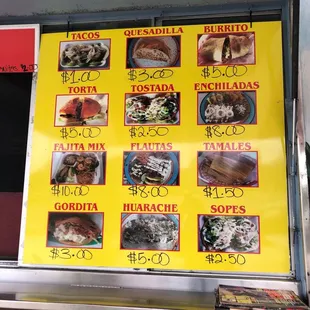 TACOS QUESADILLA BURRITO
$1.00 $3.00 $5.00
TORTA TOSTADA ENCHILADAS
$5.00 $2.50 $8.00
FAJITA MIX FLAUTAS TAMALES
$10.00 $8.00 $1.50
GORDITA HUARACHE SOPES
$3.00 $5.00 $2.50